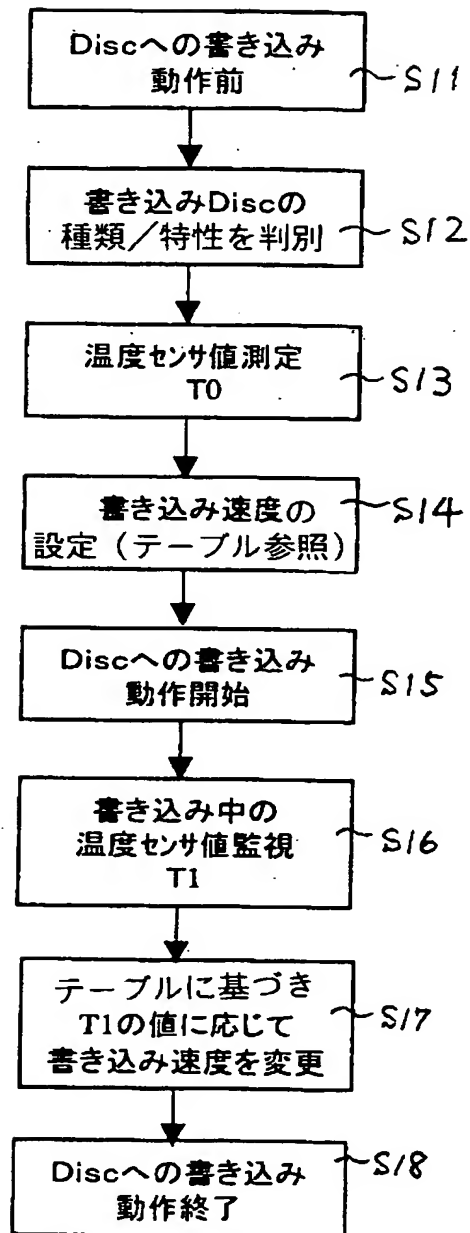 Discへの書き込み
動作前
S11
書き込みDiscの
種類／特性を判別
S12
温度センサ値測定
T0
S13
書き込み速度の
設定（テーブル参照）
S14
Discへの書き込み
動作開始
S15
書き込み中の
温度センサ値監視
T1
S16
テーブルに基づき
T1の値に応じて
書き込み速度を変更
S17
Discへの書き込み
動作終了
S18